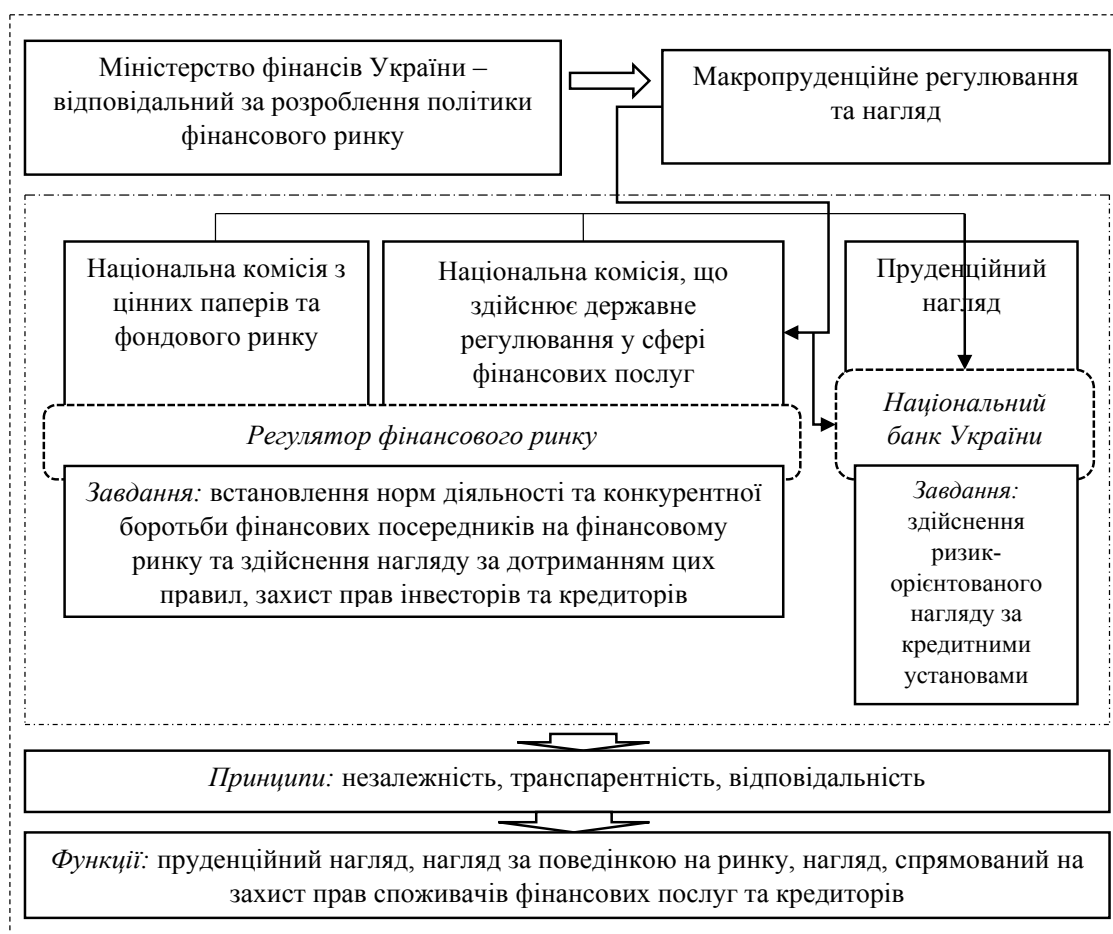 Міністерство фінансів України –
відповідальний за розроблення політики
фінансового ринку
Макропруденційне регулювання
та нагляд
Національна комісія з
цінних паперів та
фондового ринку
Національна комісія, що
здійснює державне
регулювання у сфері
фінансових послуг
Пруденційний
нагляд
Регулятор фінансового ринку
Національний
банк України
Завдання: встановлення норм діяльності та конкурентної
боротьби фінансових посередників на фінансовому
ринку та здійснення нагляду за дотриманням цих
правил, захист прав інвесторів та кредиторів
Завдання:
здійснення
ризик-
орієнтованого
нагляду за
кредитними
установами
Принципи: незалежність, транспарентність, відповідальність
Функції: пруденційний нагляд, нагляд за поведінкою на ринку, нагляд, спрямований на
захист прав споживачів фінансових послуг та кредиторів